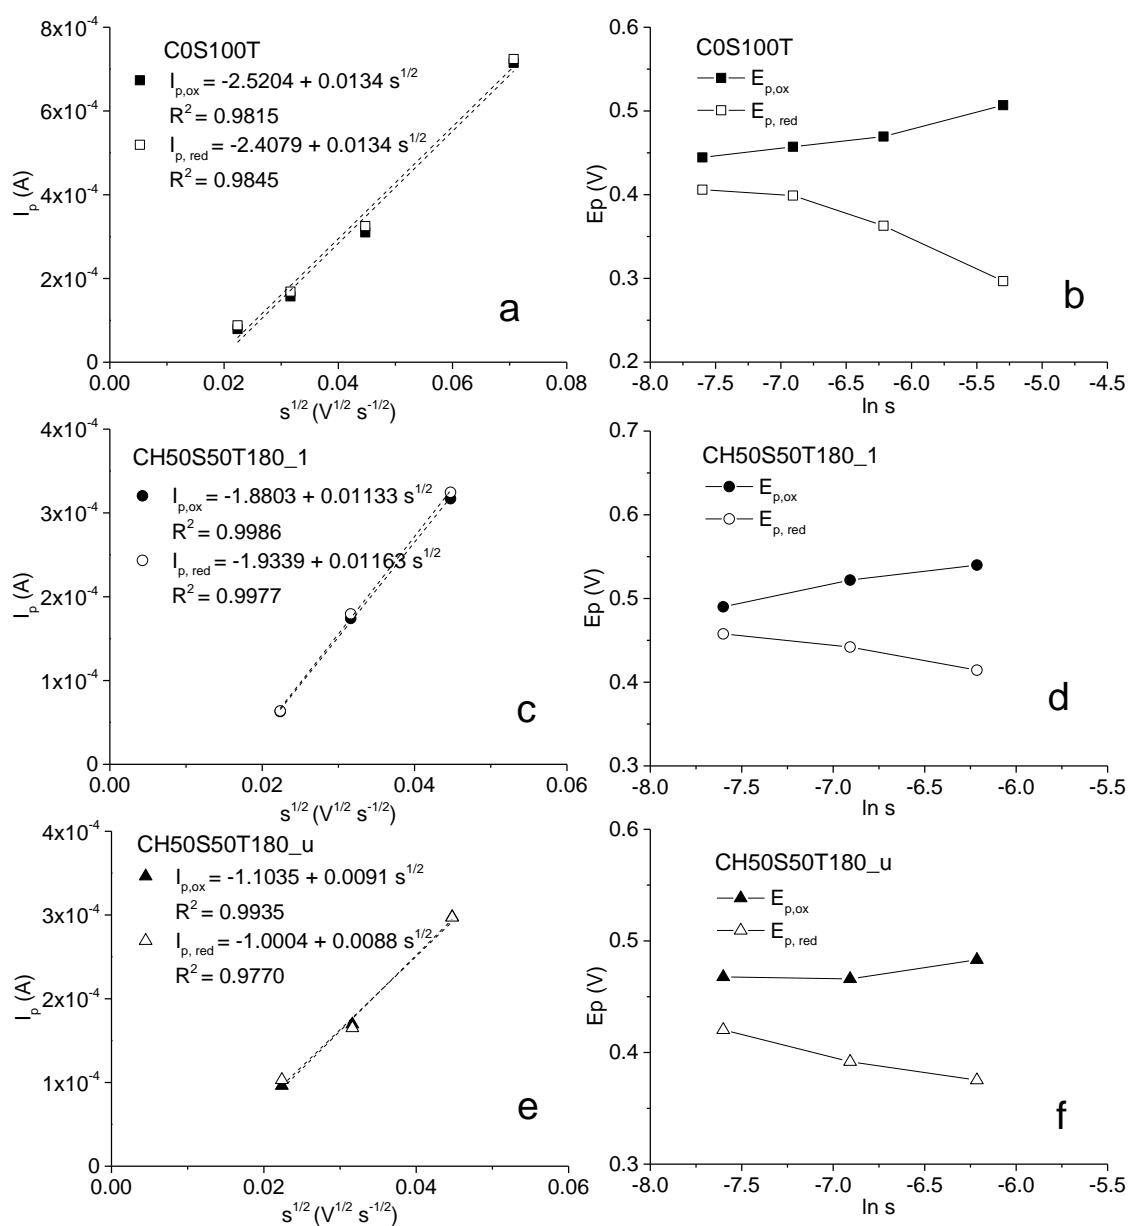 C0S100T
I_p,ox = -2.5204 + 0.0134 s^1/2
R^2 = 0.9815
I_p, red = -2.4079 + 0.0134 s^1/2
R^2 = 0.9845
8x10^-4
6x10^-4
4x10^-4
2x10^-4
0
I_p (A)
a
0.00 0.02 0.04 0.06 0.08
s^1/2 (V^1/2 s^-1/2)
C0S100T
E_p,ox
E_p, red
0.6
0.5
0.4
0.3
0.2
Ep (V)
b
-8.0 -7.5 -7.0 -6.5 -6.0 -5.5 -5.0 -4.5
ln s
CH50S50T180_1
I_p,ox = -1.8803 + 0.01133 s^1/2
R^2 = 0.9986
I_p, red = -1.9339 + 0.01163 s^1/2
R^2 = 0.9977
4x10^-4
3x10^-4
2x10^-4
1x10^-4
0
I_p (A)
c
0.00 0.02 0.04 0.06
s^1/2 (V^1/2 s^-1/2)
CH50S50T180_1
E_p,ox
E_p, red
0.7
0.6
0.5
0.4
0.3
Ep (V)
d
-8.0 -7.5 -7.0 -6.5 -6.0 -5.5
ln s
CH50S50T180_u
I_p,ox = -1.1035 + 0.0091 s^1/2
R^2 = 0.9935
I_p, red = -1.0004 + 0.0088 s^1/2
R^2 = 0.9770
4x10^-4
3x10^-4
2x10^-4
1x10^-4
0
I_p (A)
e
0.00 0.02 0.04 0.06
s^1/2 (V^1/2 s^-1/2)
CH50S50T180_u
E_p,ox
E_p, red
0.6
0.5
0.4
0.3
Ep (V)
f
-8.0 -7.5 -7.0 -6.5 -6.0 -5.5
ln s